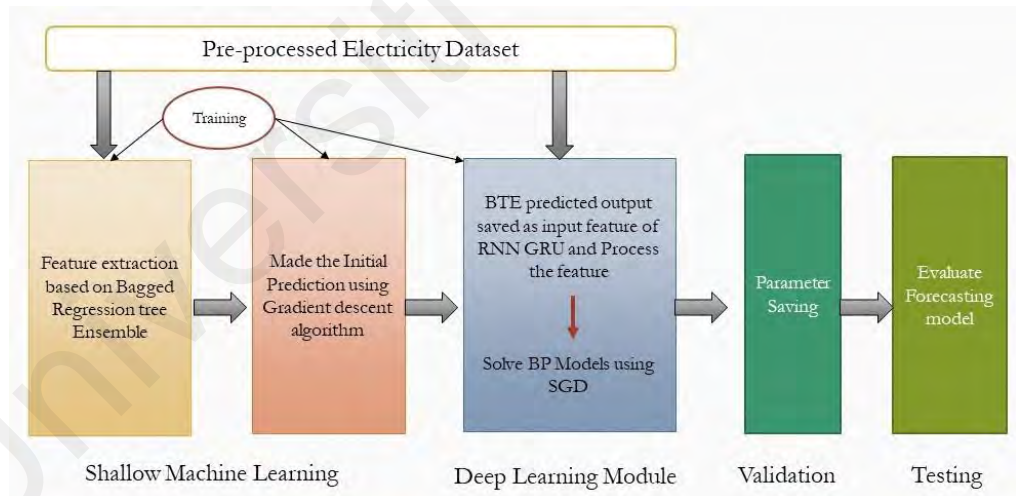 Pre-processed Electricity Dataset
Training
Feature extraction
based on Bagged
Regression tree
Ensemble
Made the Initial
Prediction using
Gradient descent
algorithm
BTE predicted output
saved as input feature of
RNN GRU and Process
the feature
Solve BP Models using
SGD
Parameter
Saving
Evaluate
Forecasting
model
Shallow Machine Learning
Deep Learning Module
Validation
Testing
Universiti